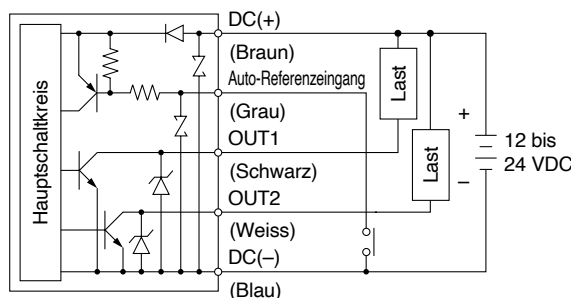 DC(+)
(Braun)
Auto-Referenzeingang
(Grau)
OUT1
(Schwarz)
OUT2
(Weiss)
DC(–)
(Blau)
Hauptschaltkreis
Last
Last
+
–
12 bis
24 VDC